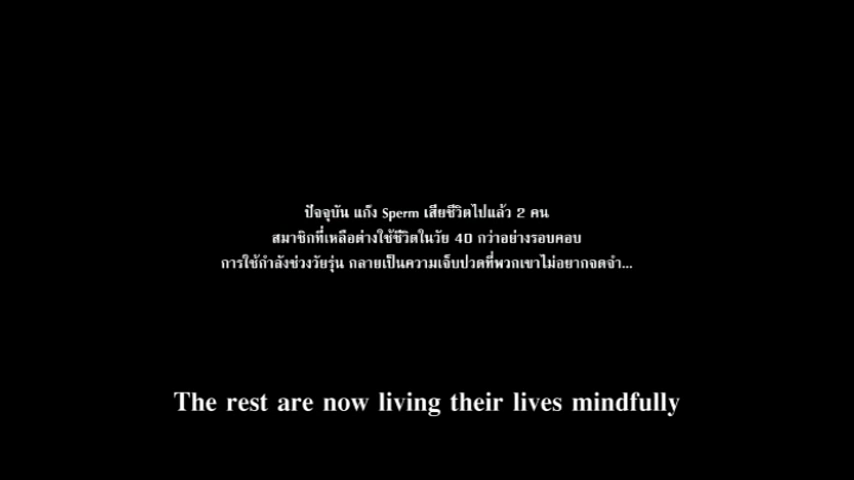 ปัจจุบัน แก๊ง Sperm เสียชีวิตไปแล้ว 2 คน
สมาชิกที่เหลือต่างใช้ชีวิตในวัย 40 กว่าอย่างรอบคอบ
การใช้กำลังช่วงวัยรุ่น กลายเป็นความเจ็บปวดที่พวกเขาไม่อยากจดจำ...
The rest are now living their lives mindfully